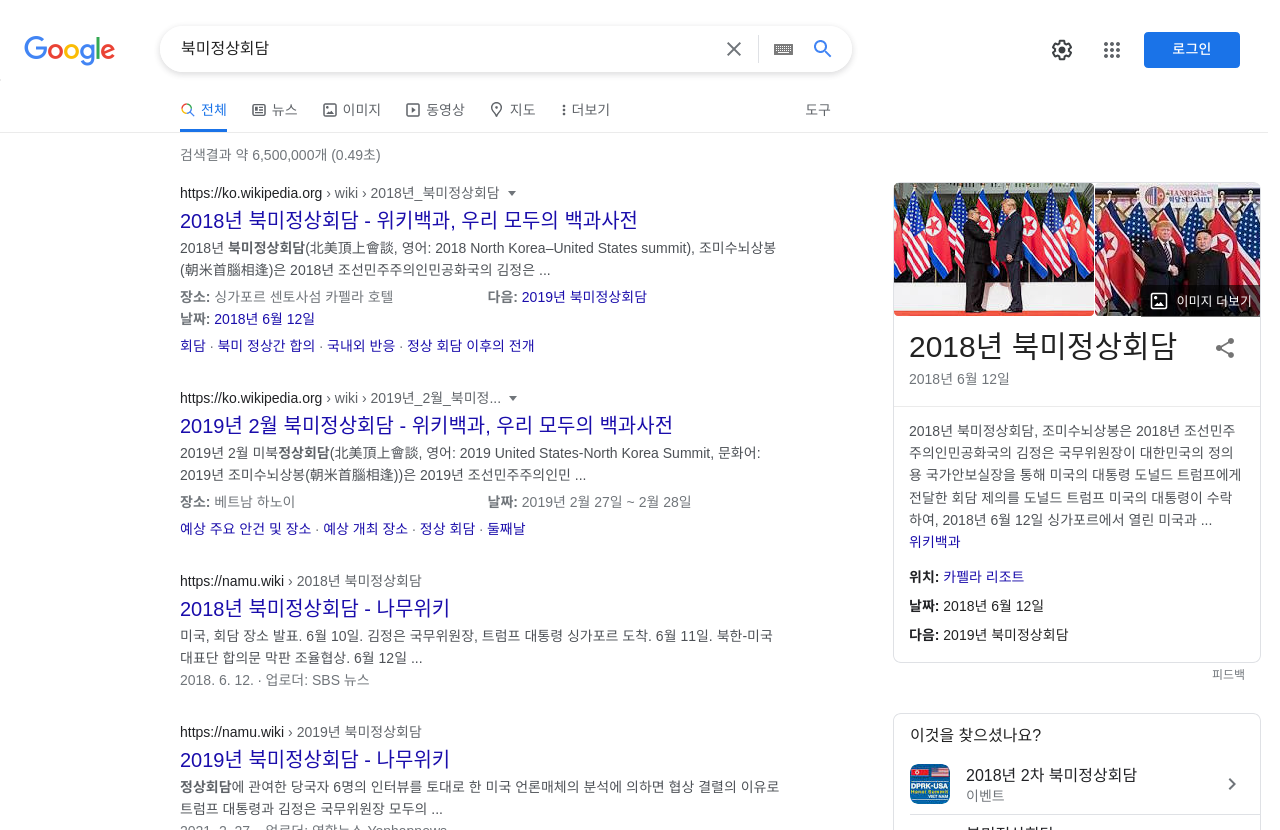 Google
북미정상회담
로그인
전체
뉴스
이미지
동영상
지도
더보기
도구
검색결과 약 6,500,000개 (0.49초)
https://ko.wikipedia.org › wiki › 2018년_북미정상회담
2018년 북미정상회담 - 위키백과, 우리 모두의 백과사전
2018년 북미정상회담(北美頂上會談, 영어: 2018 North Korea–United States summit), 조미수뇌상봉
(朝米首腦相逢)은 2018년 조선민주주의인민공화국의 김정은 ...
장소: 싱가포르 센토사섬 카펠라 호텔
다음: 2019년 북미정상회담
날짜: 2018년 6월 12일
회담 · 북미 정상간 합의 · 국내외 반응 · 정상 회담 이후의 전개
https://ko.wikipedia.org › wiki › 2019년_2월_북미정...
2019년 2월 북미정상회담 - 위키백과, 우리 모두의 백과사전
2019년 2월 미북정상회담(北美頂上會談, 영어: 2019 United States-North Korea Summit, 문화어:
2019년 조미수뇌상봉(朝米首腦相逢))은 2019년 조선민주주의인민 ...
장소: 베트남 하노이
날짜: 2019년 2월 27일 ~ 2월 28일
예상 주요 안건 및 장소 · 예상 개최 장소 · 정상 회담 · 둘째날
https://namu.wiki › 2018년 북미정상회담
2018년 북미정상회담 - 나무위키
미국, 회담 장소 발표. 6월 10일. 김정은 국무위원장, 트럼프 대통령 싱가포르 도착. 6월 11일. 북한-미국
대표단 합의문 막판 조율협상. 6월 12일 ...
2018. 6. 12. · 업로더: SBS 뉴스
https://namu.wiki › 2019년 북미정상회담
2019년 북미정상회담 - 나무위키
정상회담에 관여한 당국자 6명의 인터뷰를 토대로 한 미국 언론매체의 분석에 의하면 협상 결렬의 이유로
트럼프 대통령과 김정은 국무위원장 모두의 ...
이미지 더보기
2018년 북미정상회담
2018년 6월 12일
2018년 북미정상회담, 조미수뇌상봉은 2018년 조선민주
주의인민공화국의 김정은 국무위원장이 대한민국의 정의
용 국가안보실장을 통해 미국의 대통령 도널드 트럼프에게
전달한 회담 제의를 도널드 트럼프 미국의 대통령이 수락
하여, 2018년 6월 12일 싱가포르에서 열린 미국과 ...
위키백과
위치: 카펠라 리조트
날짜: 2018년 6월 12일
다음: 2019년 북미정상회담
피드백
이것을 찾으셨나요?
DPRK-USA
2018년 2차 북미정상회담
이벤트